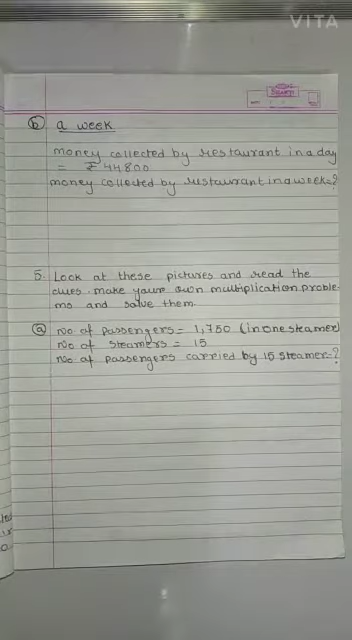 VITA
(b) a week
money collected by restaurant in a day
= ₹ 44800
money collected by restaurant in a week=?
5. Look at these pictures and read the
clues. make youre own multiplication proble-
ms and solve them.
(a) No of passengers = 1,750 (in one steamer)
No of steamers = 15
No of passengers carried by 15 steamer=?